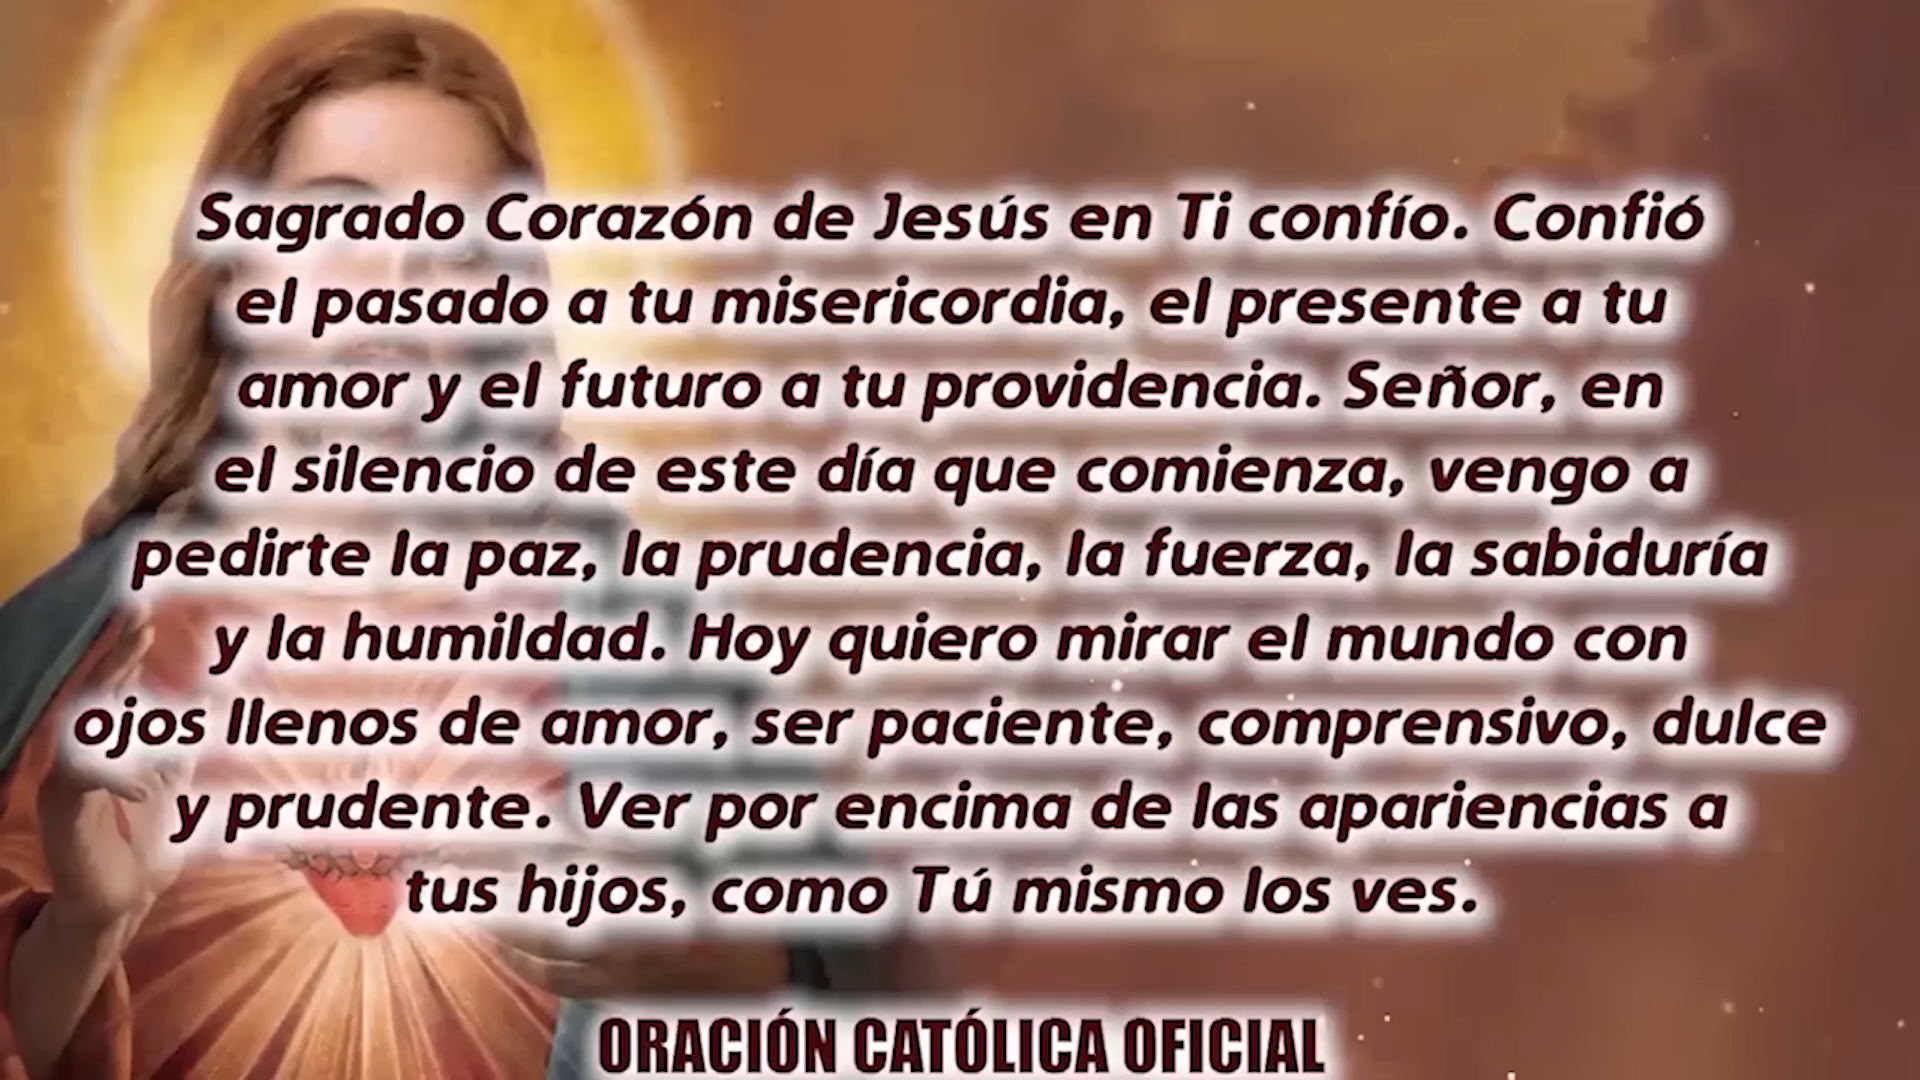 Sagrado Corazón de Jesús en Ti confío. Confió
el pasado a tu misericordia, el presente a tu
amor y el futuro a tu providencia. Señor, en
el silencio de este día que comienza, vengo a
pedirte la paz, la prudencia, la fuerza, la sabiduría
y la humildad. Hoy quiero mirar el mundo con
ojos llenos de amor, ser paciente, comprensivo, dulce
y prudente. Ver por encima de las apariencias a
tus hijos, como Tú mismo los ves.
ORACIÓN CATÓLICA OFICIAL